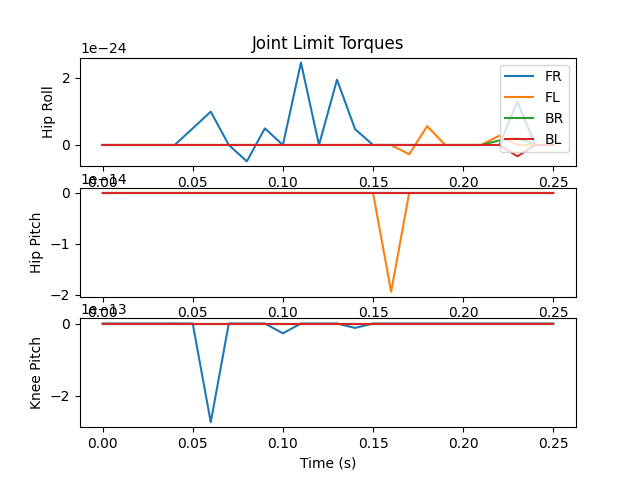 Joint Limit Torques
1e−24
Hip Roll
2
0
FR
FL
BR
BL
0.00 0.05 0.10 0.15 0.20 0.25
1e−14
Hip Pitch
0
−1
−2
0.00 0.05 0.10 0.15 0.20 0.25
1e−13
Knee Pitch
0
−2
0.00 0.05 0.10 0.15 0.20 0.25
Time (s)